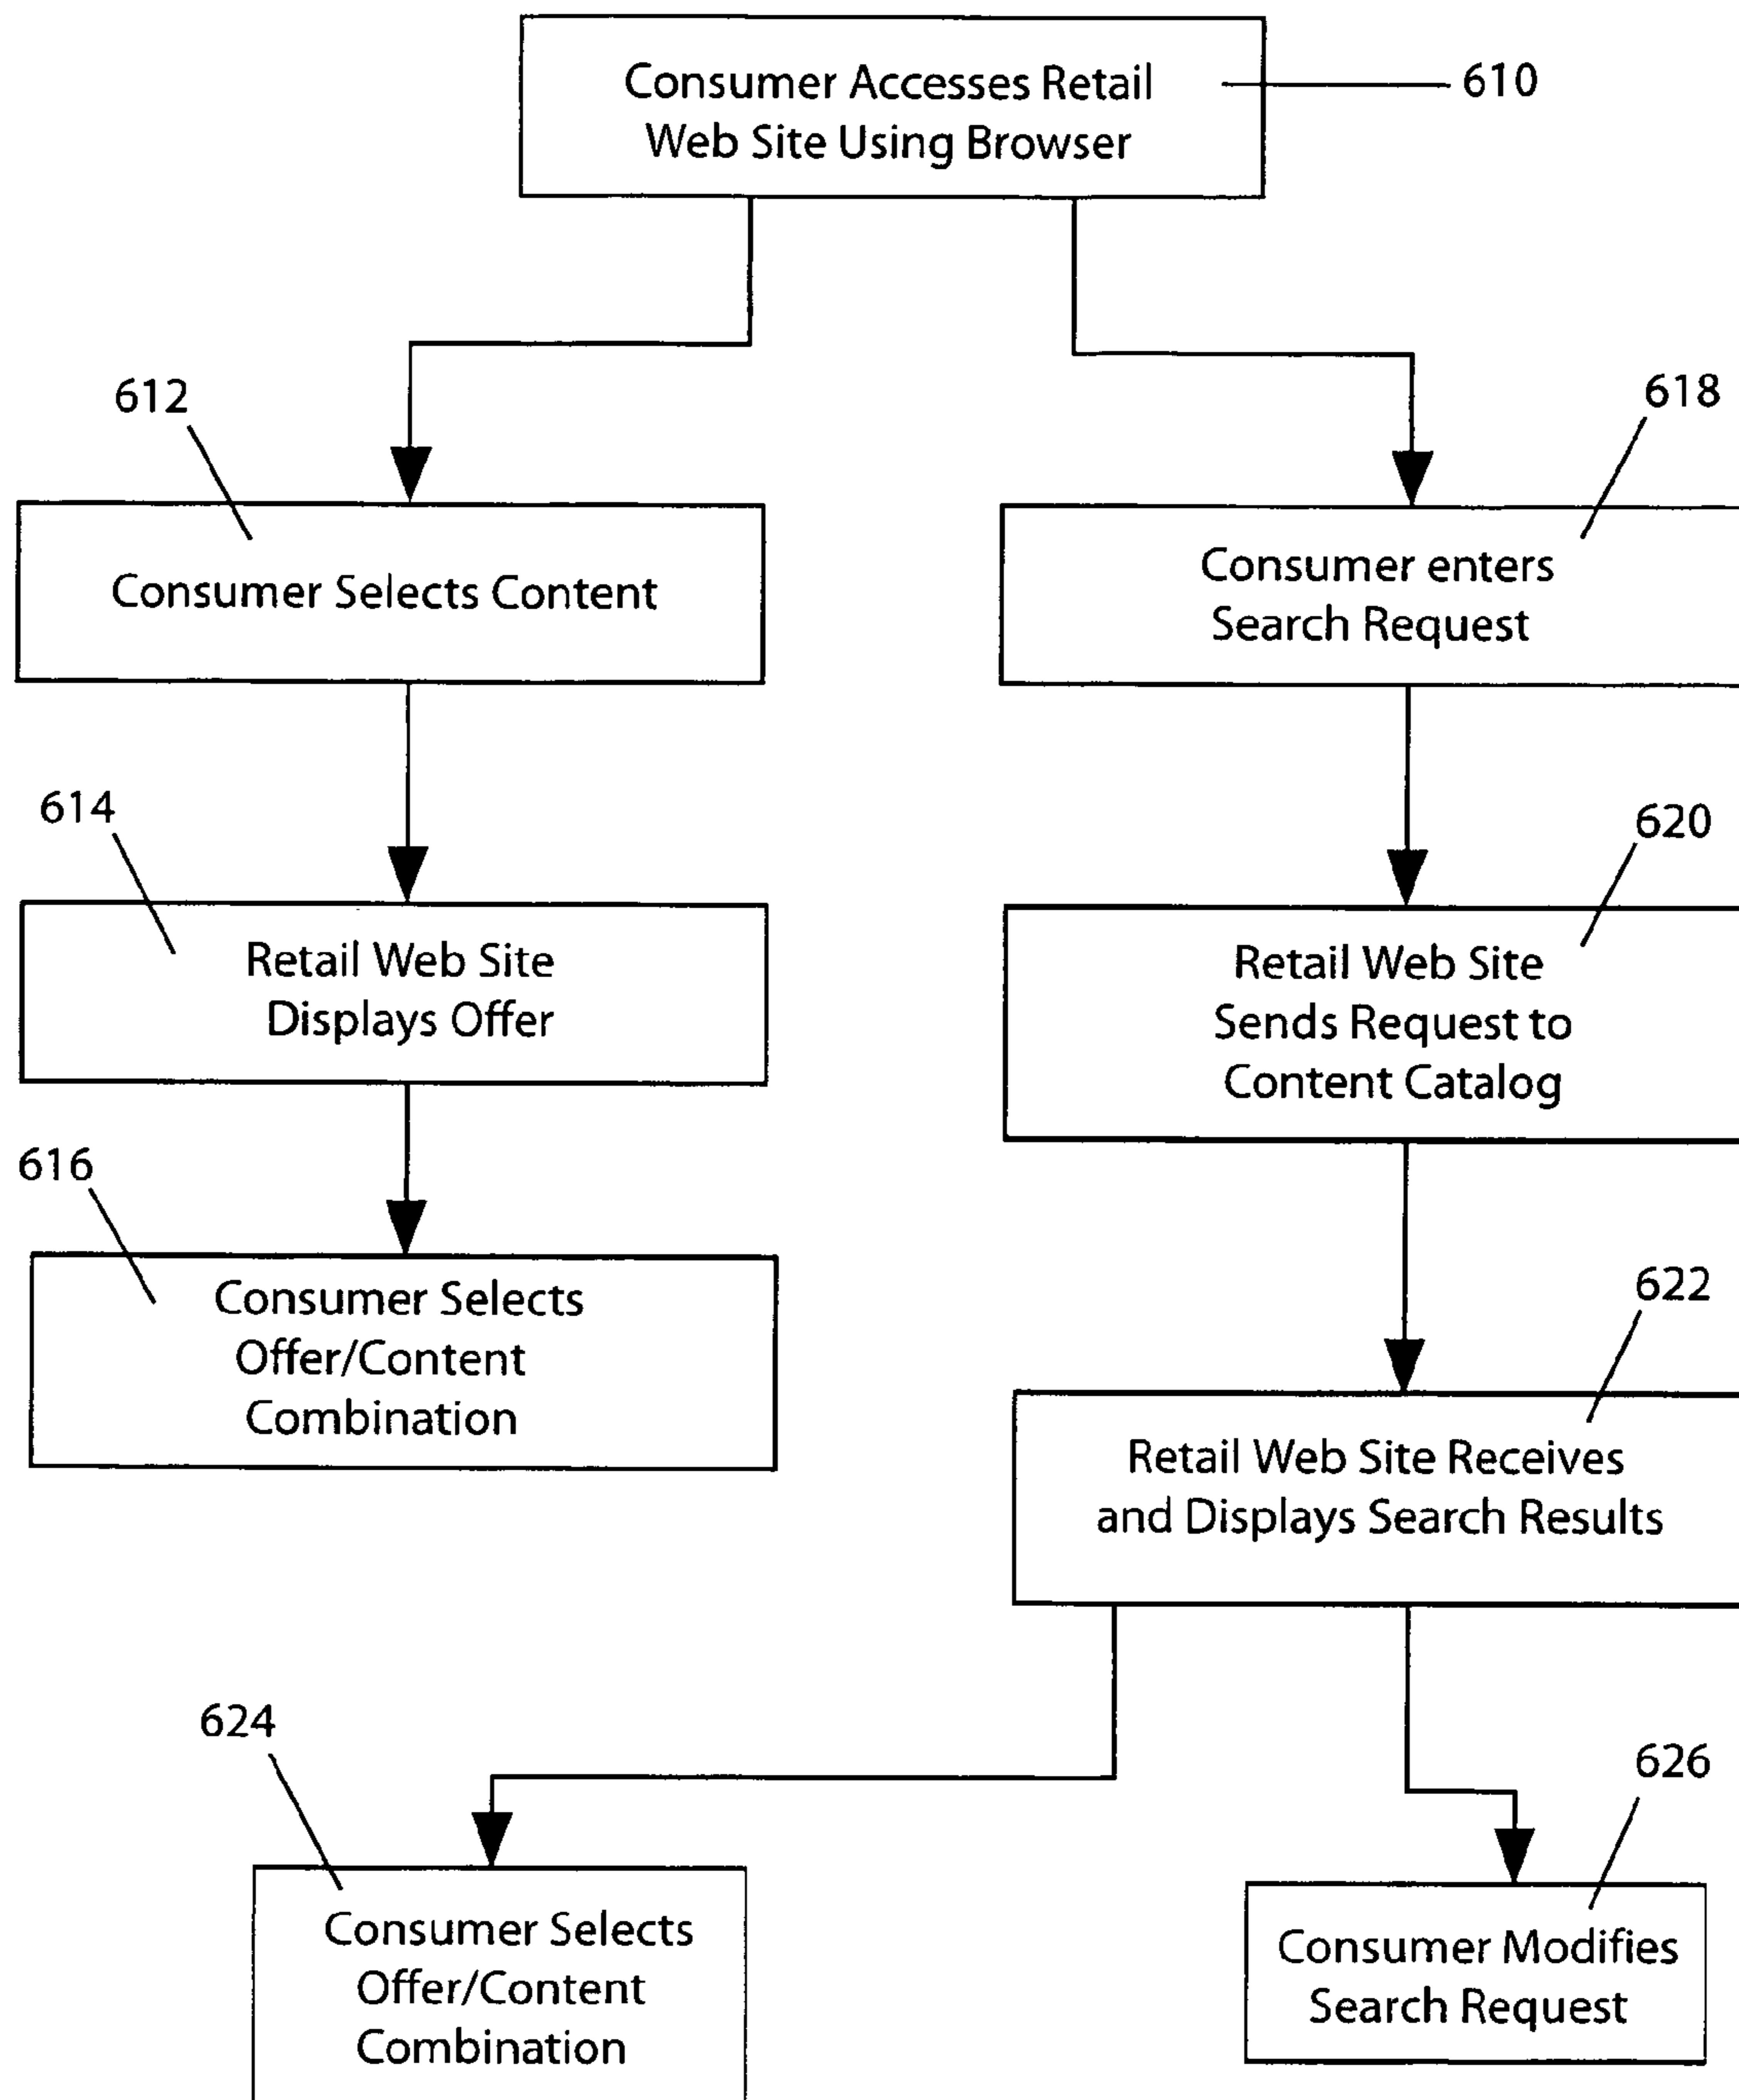 Consumer Accesses Retail
Web Site Using Browser
610
612
Consumer Selects Content
614
Retail Web Site
Displays Offer
616
Consumer Selects
Offer/Content
Combination
618
Consumer enters
Search Request
620
Retail Web Site
Sends Request to
Content Catalog
622
Retail Web Site Receives
and Displays Search Results
624
Consumer Selects
Offer/Content
Combination
626
Consumer Modifies
Search Request